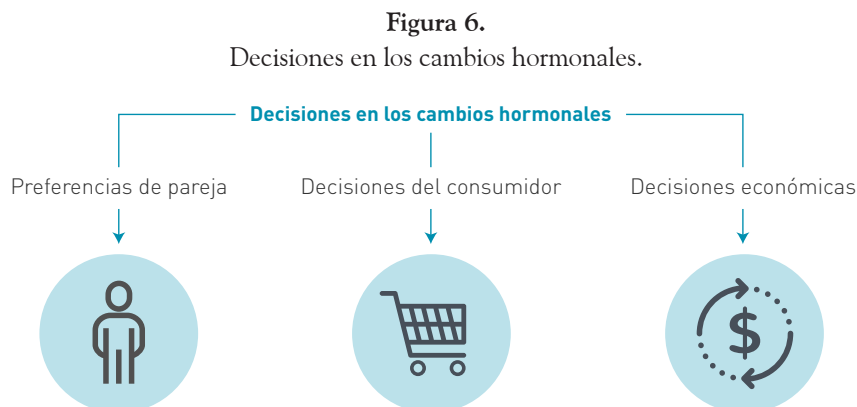 Figura 6.
Decisiones en los cambios hormonales.
Decisiones en los cambios hormonales
Preferencias de pareja
Decisiones del consumidor
Decisiones económicas
$